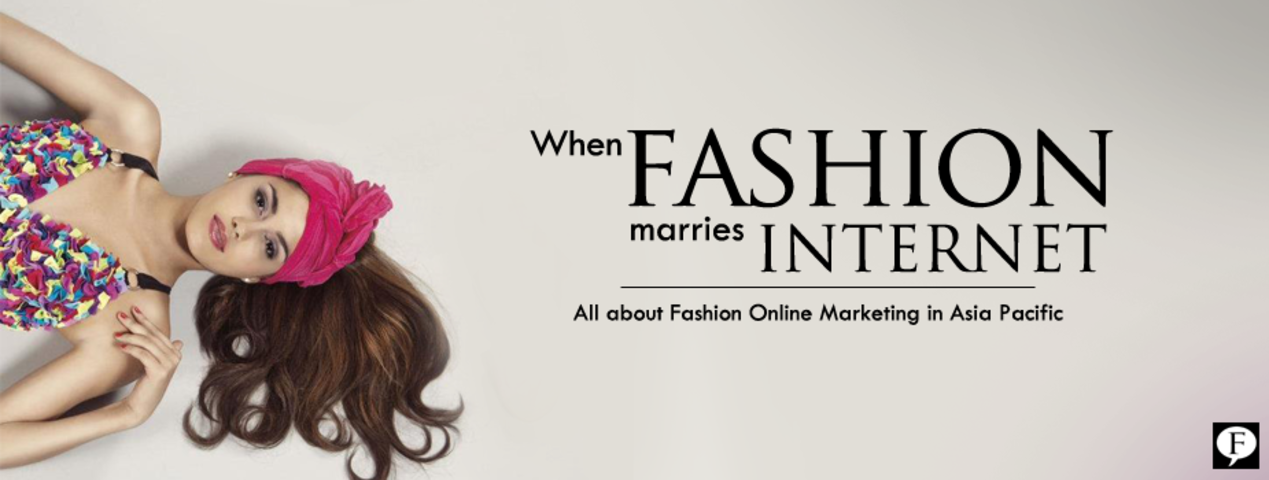 When FASHION
marries INTERNET
All about Fashion Online Marketing in Asia Pacific
F